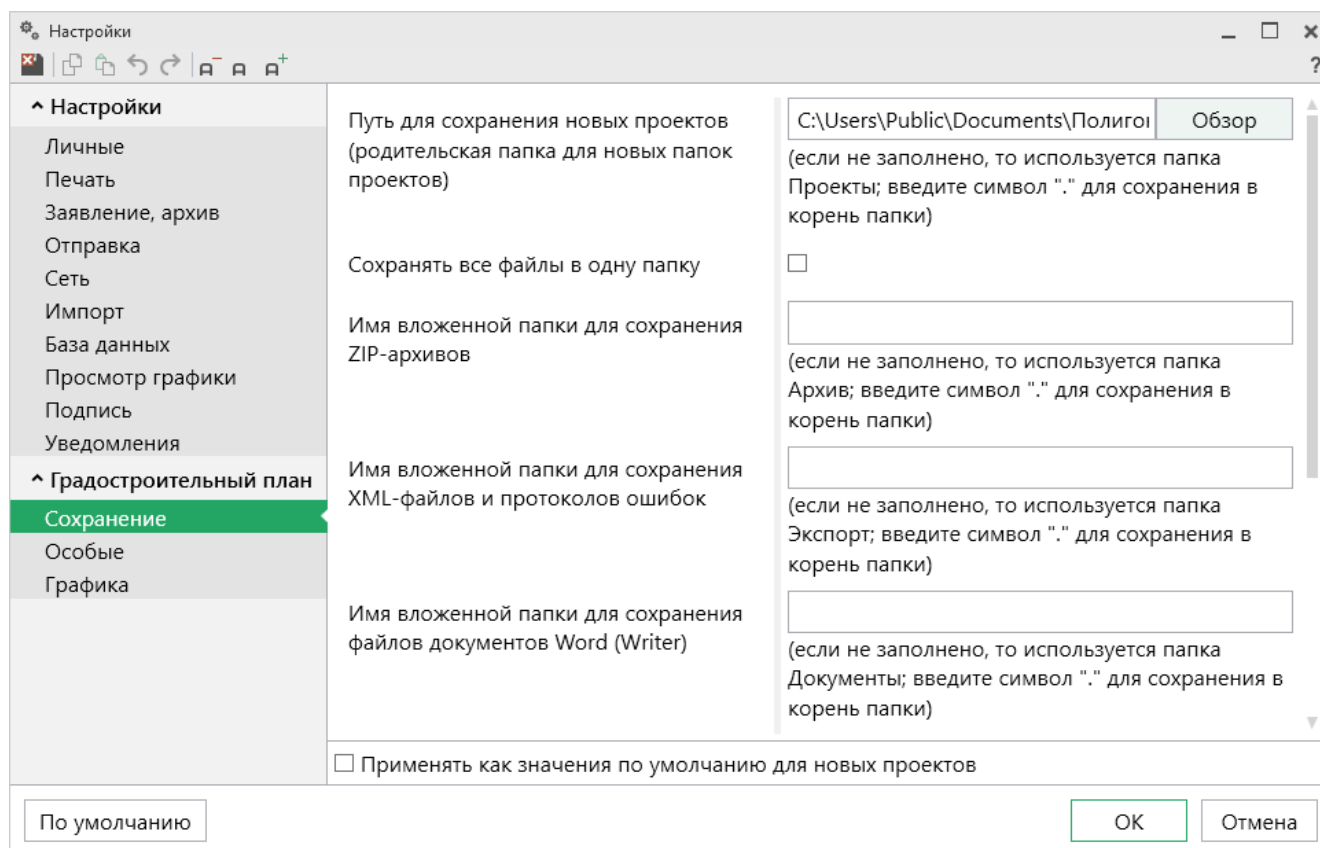 Настройки
?
Настройки
Личные
Печать
Заявление, архив
Отправка
Сеть
Импорт
База данных
Просмотр графики
Подпись
Уведомления
Градостроительный план
Сохранение
Особые
Графика
Путь для сохранения новых проектов
(родительская папка для новых папок
проектов)
C:\Users\Public\Documents\Полигон Обзор
(если не заполнено, то используется папка
Проекты; введите символ "." для сохранения в
корень папки)
Сохранять все файлы в одну папку
Имя вложенной папки для сохранения
ZIP-архивов
(если не заполнено, то используется папка
Архив; введите символ "." для сохранения в
корень папки)
Имя вложенной папки для сохранения
XML-файлов и протоколов ошибок
(если не заполнено, то используется папка
Экспорт; введите символ "." для сохранения в
корень папки)
Имя вложенной папки для сохранения
файлов документов Word (Writer)
(если не заполнено, то используется папка
Документы; введите символ "." для сохранения в
корень папки)
Применять как значения по умолчанию для новых проектов
По умолчанию
ОК
Отмена